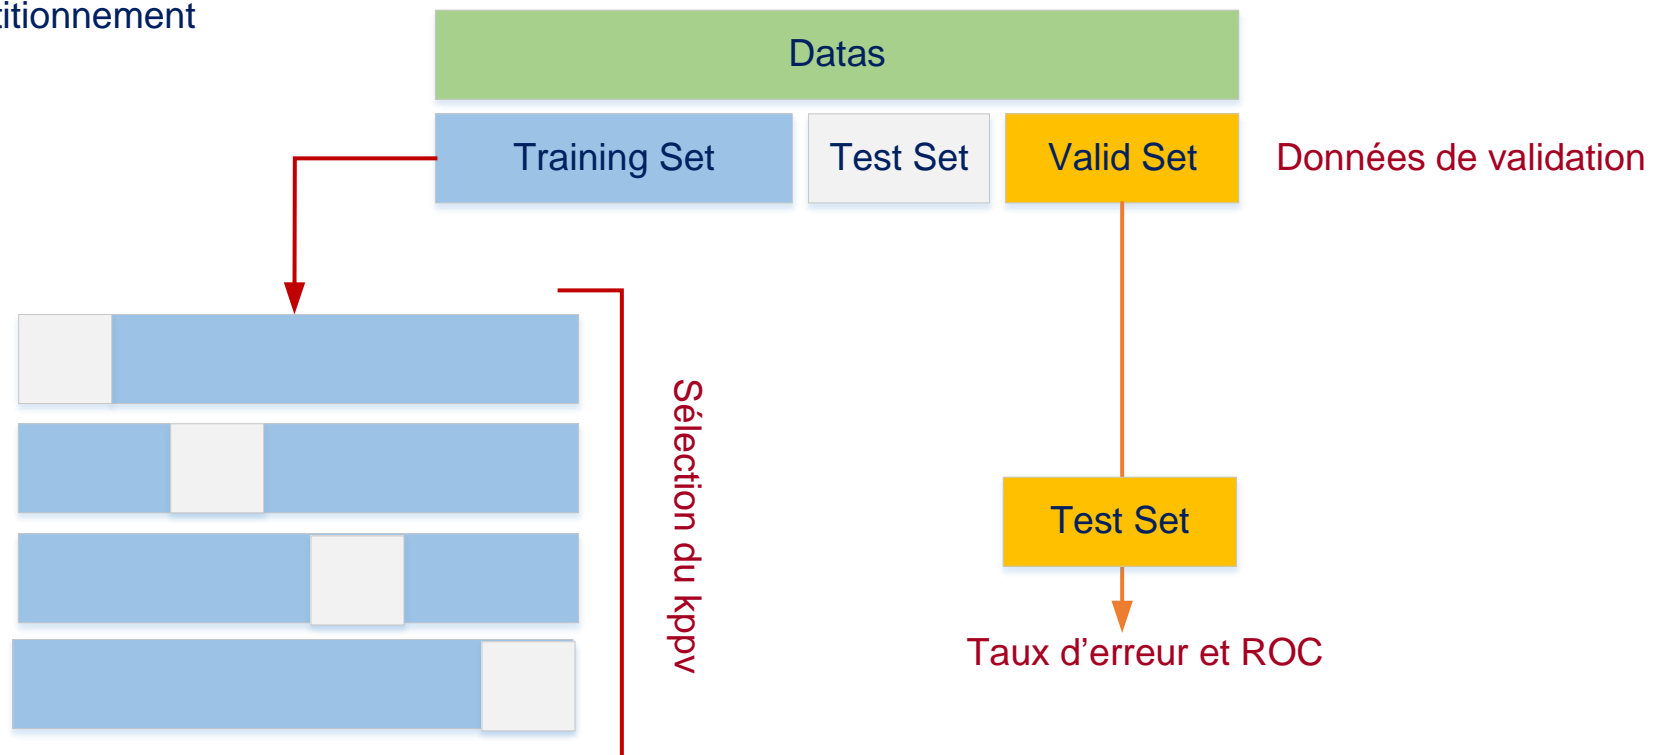 titionnement
Datas
Training Set
Test Set
Valid Set
Données de validation
Sélection du kppv
Test Set
Taux d’erreur et ROC